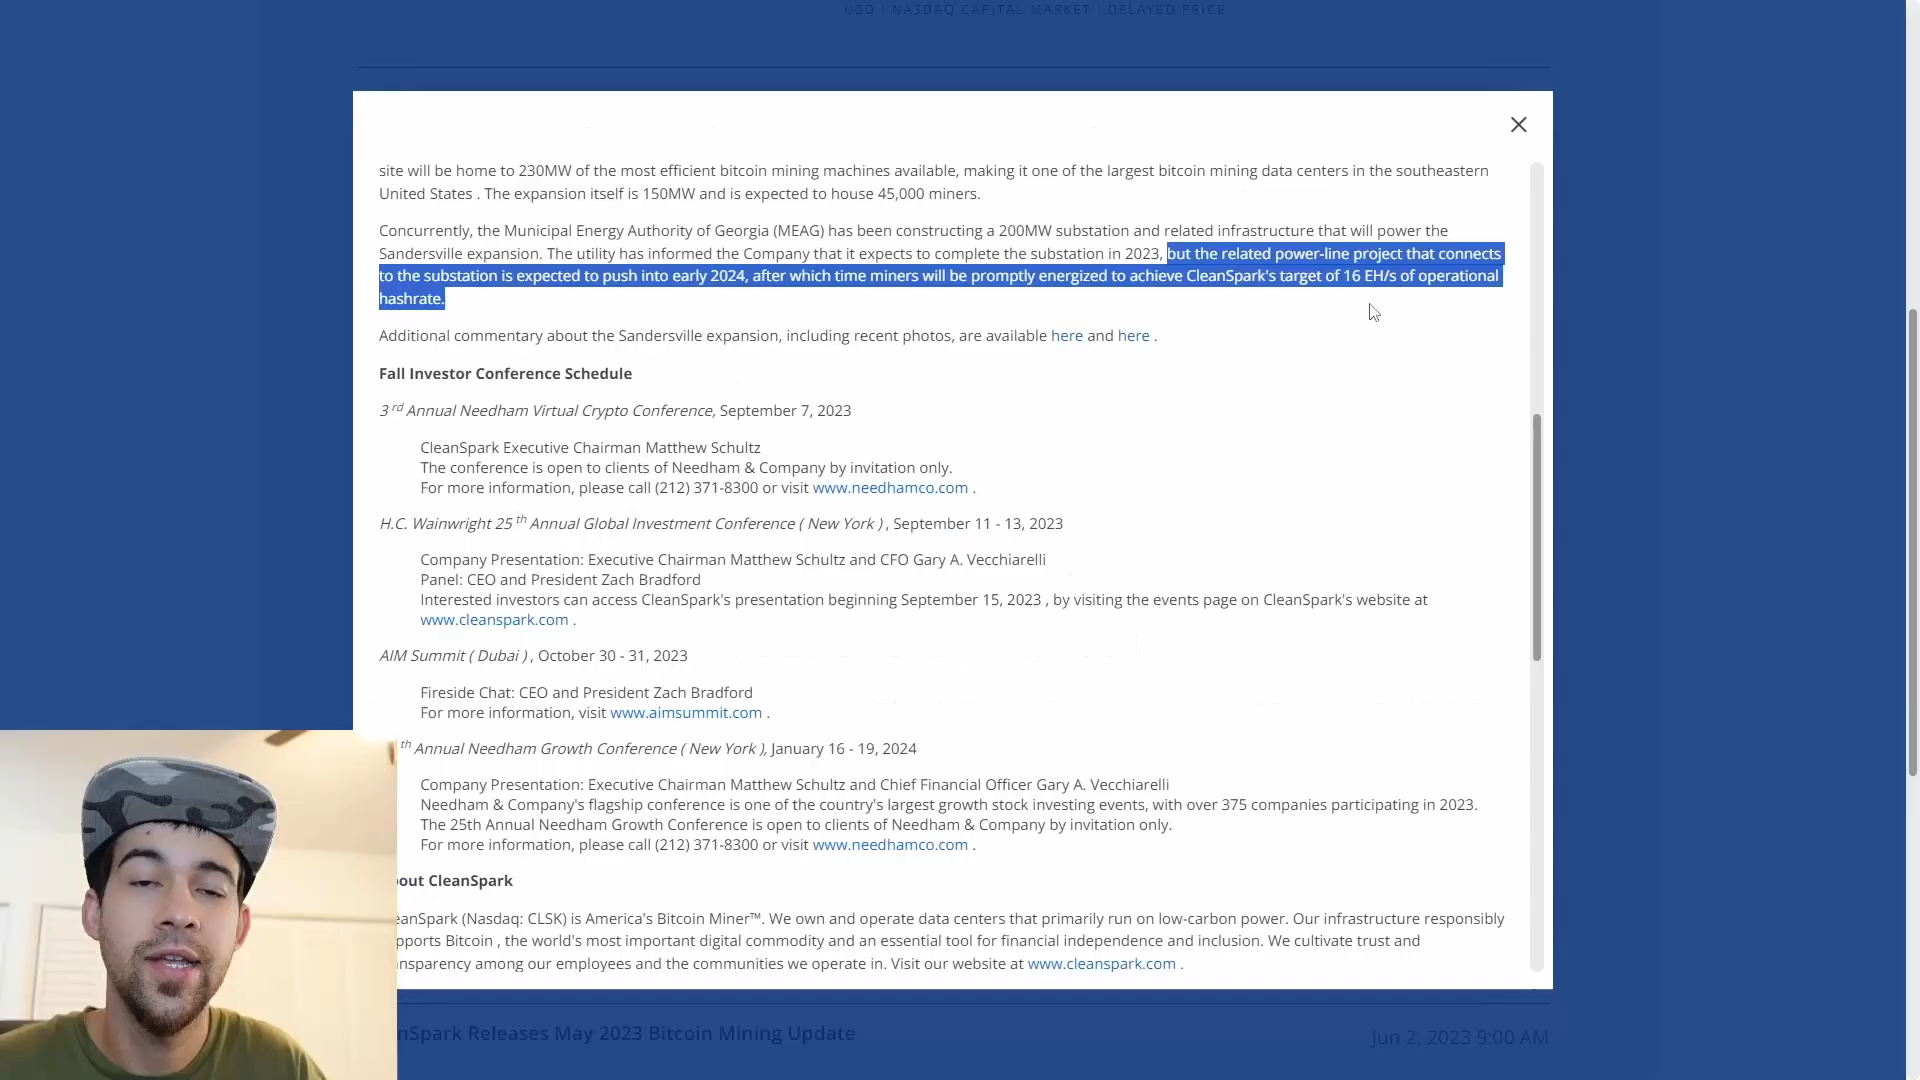 USD | NASDAQ CAPITAL MARKET | DELAYED PRICE
site will be home to 230MW of the most efficient bitcoin mining machines available, making it one of the largest bitcoin mining data centers in the southeastern
United States . The expansion itself is 150MW and is expected to house 45,000 miners.
Concurrently, the Municipal Energy Authority of Georgia (MEAG) has been constructing a 200MW substation and related infrastructure that will power the
Sandersville expansion. The utility has informed the Company that it expects to complete the substation in 2023, but the related power-line project that connects
to the substation is expected to push into early 2024, after which time miners will be promptly energized to achieve CleanSpark's target of 16 EH/s of operational
hashrate.
Additional commentary about the Sandersville expansion, including recent photos, are available here and here .
Fall Investor Conference Schedule
3 rd Annual Needham Virtual Crypto Conference, September 7, 2023
CleanSpark Executive Chairman Matthew Schultz
The conference is open to clients of Needham & Company by invitation only.
For more information, please call (212) 371-8300 or visit www.needhamco.com .
H.C. Wainwright 25 th Annual Global Investment Conference ( New York ) , September 11 - 13, 2023
Company Presentation: Executive Chairman Matthew Schultz and CFO Gary A. Vecchiarelli
Panel: CEO and President Zach Bradford
Interested investors can access CleanSpark's presentation beginning September 15, 2023 , by visiting the events page on CleanSpark's website at
www.cleanspark.com .
AIM Summit ( Dubai ) , October 30 - 31, 2023
Fireside Chat: CEO and President Zach Bradford
For more information, visit www.aimsummit.com .
th Annual Needham Growth Conference ( New York ), January 16 - 19, 2024
Company Presentation: Executive Chairman Matthew Schultz and Chief Financial Officer Gary A. Vecchiarelli
Needham & Company's flagship conference is one of the country's largest growth stock investing events, with over 375 companies participating in 2023.
The 25th Annual Needham Growth Conference is open to clients of Needham & Company by invitation only.
For more information, please call (212) 371-8300 or visit www.needhamco.com .
out CleanSpark
eanSpark (Nasdaq: CLSK) is America's Bitcoin Miner™. We own and operate data centers that primarily run on low-carbon power. Our infrastructure responsibly
pports Bitcoin , the world's most important digital commodity and an essential tool for financial independence and inclusion. We cultivate trust and
nsparency among our employees and the communities we operate in. Visit our website at www.cleanspark.com .
nSpark Releases May 2023 Bitcoin Mining Update
Jun 2, 2023 9:00 AM